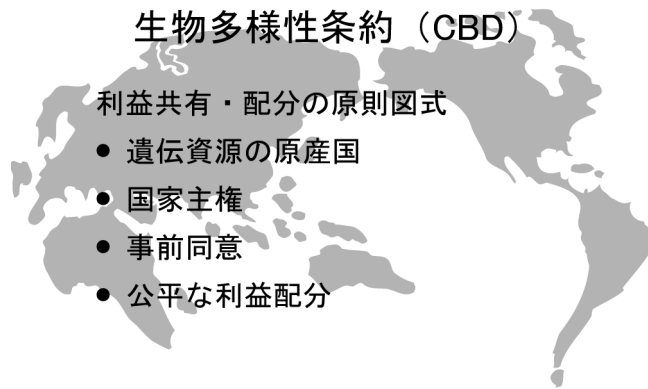 生物多様性条約（CBD）
利益共有・配分の原則図式
● 遺伝資源の原産国
● 国家主権
● 事前同意
● 公平な利益配分